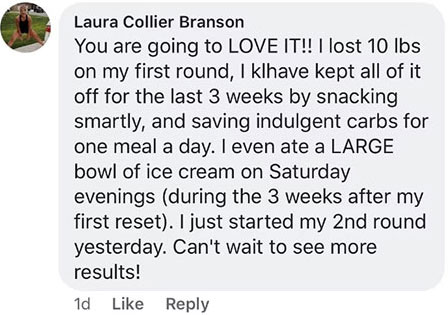 Laura Collier Branson
You are going to LOVE IT!! I lost 10 lbs
on my first round, I klhave kept all of it
off for the last 3 weeks by snacking
smartly, and saving indulgent carbs for
one meal a day. I even ate a LARGE
bowl of ice cream on Saturday
evenings (during the 3 weeks after my
first reset). I just started my 2nd round
yesterday. Can't wait to see more
results!
1d Like Reply